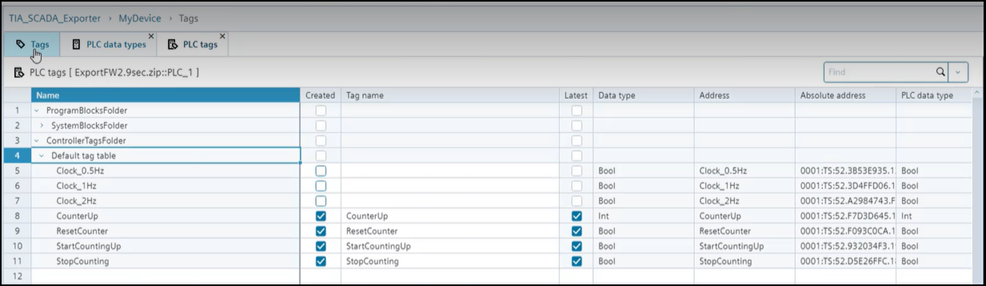 TIA_SCADA_Exporter › MyDevice › Tags
Tags PLC data types PLC tags
PLC tags [ ExportFW2.9sec.zip::PLC_1 ] Find
Name Created Tag name Latest Data type Address Absolute address PLC data type
1 ProgramBlocksFolder
2 SystemBlocksFolder
3 ControllerTagsFolder
4 Default tag table
5 Clock_0.5Hz Bool Clock_0.5Hz 0001:TS:52.3B53E935.1 Bool
6 Clock_1Hz Bool Clock_1Hz 0001:TS:52.3D4FFD06.1 Bool
7 Clock_2Hz Bool Clock_2Hz 0001:TS:52.A2984743.F Bool
8 CounterUp CounterUp Int CounterUp 0001:TS:52.F7D3D645.1 Int
9 ResetCounter ResetCounter Bool ResetCounter 0001:TS:52.F093C0CA.1 Bool
10 StartCountingUp StartCountingUp Bool StartCountingUp 0001:TS:52.932034F3.1 Bool
11 StopCounting StopCounting Bool StopCounting 0001:TS:52.D5E26FFC.1 Bool
12